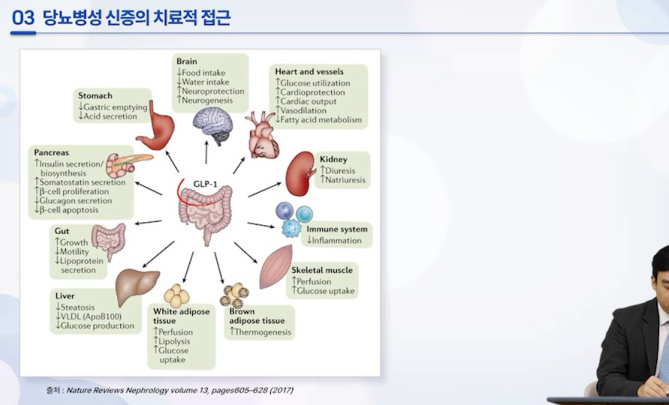 03 당뇨병성 신증의 치료적 접근
Brain
↓Food intake
↓Water intake
↑Neuroprotection
↑Neurogenesis
Heart and vessels
↑Glucose utilization
↑Cardioprotection
↑Cardiac output
↑Vasodilation
↓Fatty acid metabolism
Stomach
↓Gastric emptying
↓Acid secretion
Pancreas
↑Insulin secretion/
biosynthesis
↑Somatostatin secretion
↑β-cell proliferation
↓Glucagon secretion
↓β-cell apoptosis
Kidney
↑Diuresis
↑Natriuresis
GLP-1
Immune system
↓Inflammation
Gut
↑Growth
↓Motility
↓Lipoprotein
secretion
Skeletal muscle
↑Perfusion
↑Glucose uptake
Liver
↓Steatosis
↓VLDL (ApoB100)
↓Glucose production
White adipose
tissue
↑Perfusion
↑Lipolysis
↑Glucose
uptake
Brown
adipose tissue
↑Thermogenesis
출처 : Nature Reviews Nephrology volume 13, pages605–628 (2017)